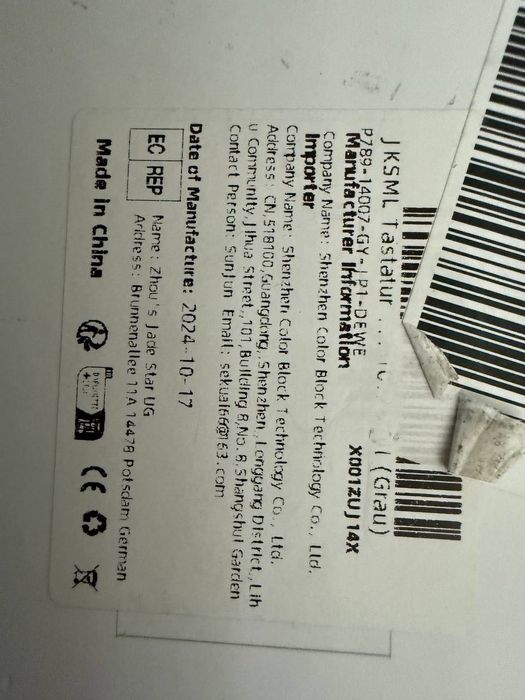 JKSML Tastatur ... (Grau)
P789-14007-GY-JP1-DEWE
X001ZUJ14X
Manufacturer Information
Company Name: Shenzhen Color Block Technology Co., Ltd.
Importer
Company Name: Shenzhen Color Block Technology Co., Ltd.
Address: CN,518100,Guangdong,,Shenzhen,Longgang District,,Lih
u Community,Jihua Street,,101,Building 8,No.8.Shangshui Garden
Contact Person: Sunjun Email: sekua166@163.com
Date of Manufacture: 2024-10-17
EC REP
Name: Zhou's Jade Star UG
Address: Brunnenallee 11A 14478 Potsdam German
Made in China
CE